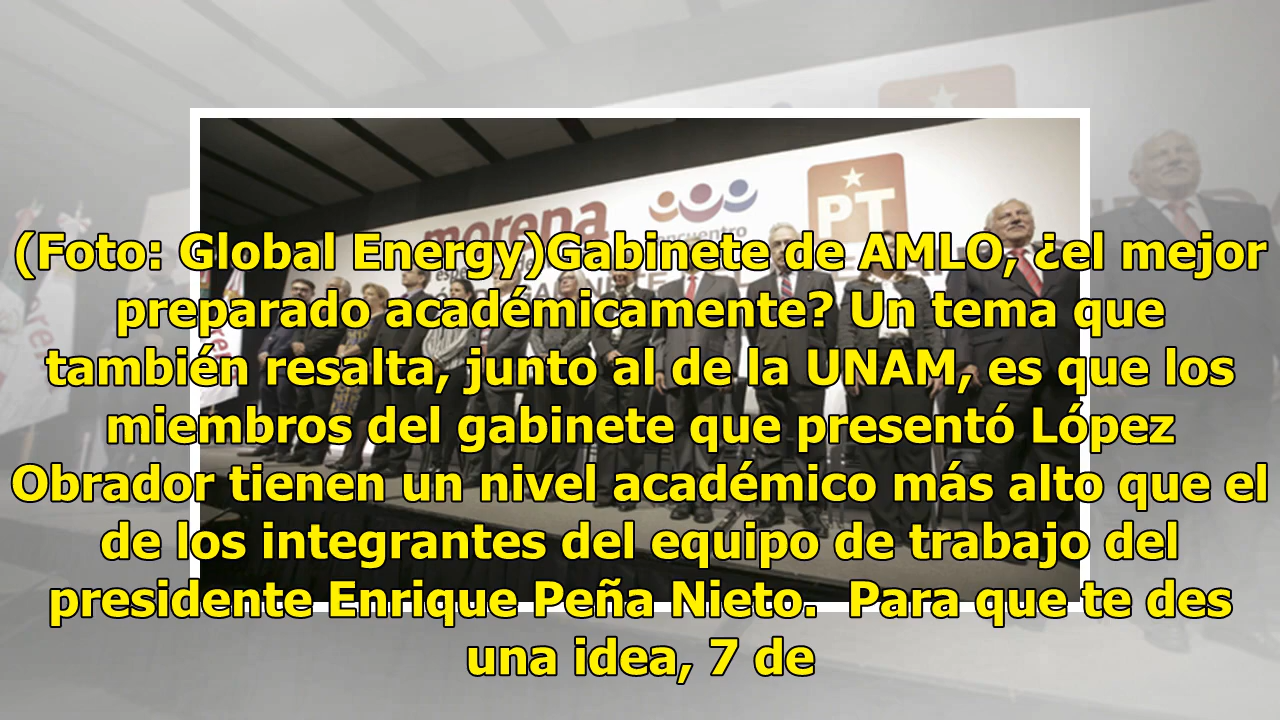 morena
encuentro
PT
(Foto: Global Energy)Gabinete de AMLO, ¿el mejor
preparado académicamente? Un tema que
también resalta, junto al de la UNAM, es que los
miembros del gabinete que presentó López
Obrador tienen un nivel académico más alto que el
de los integrantes del equipo de trabajo del
presidente Enrique Peña Nieto.  Para que te des
una idea, 7 de